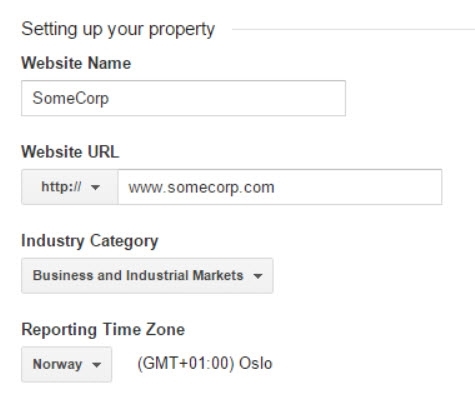 Setting up your property
Website Name
SomeCorp
Website URL
http:// www.somecorp.com
Industry Category
Business and Industrial Markets
Reporting Time Zone
Norway (GMT+01:00) Oslo